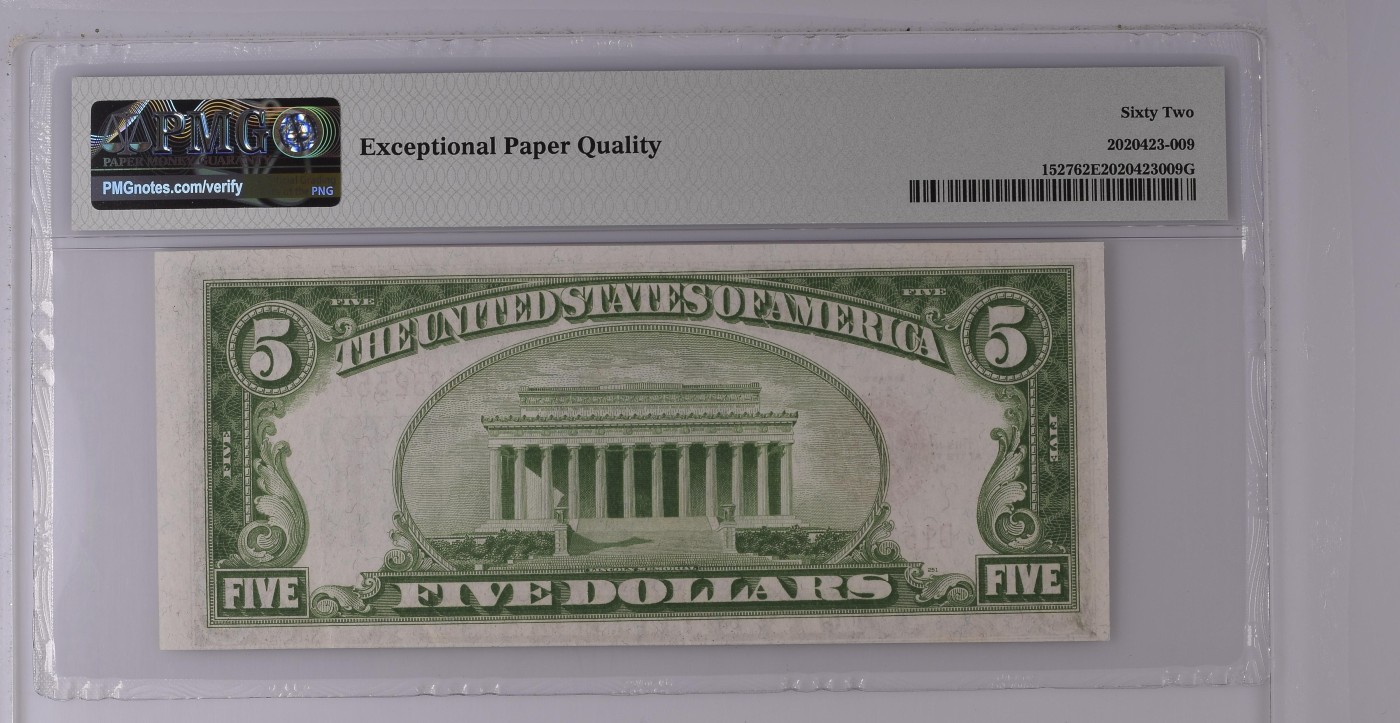 PMG
PAPER MONEY GUARANTY
PMGnotes.com/verify
PNG
Exceptional Paper Quality
Sixty Two
2020423-009
152762E2020423009G
FIVE
FIVE
THE UNITED STATES OF AMERICA
5
5
FIVE
FIVE
LINCOLN MEMORIAL
291
FIVE
FIVE DOLLARS
FIVE